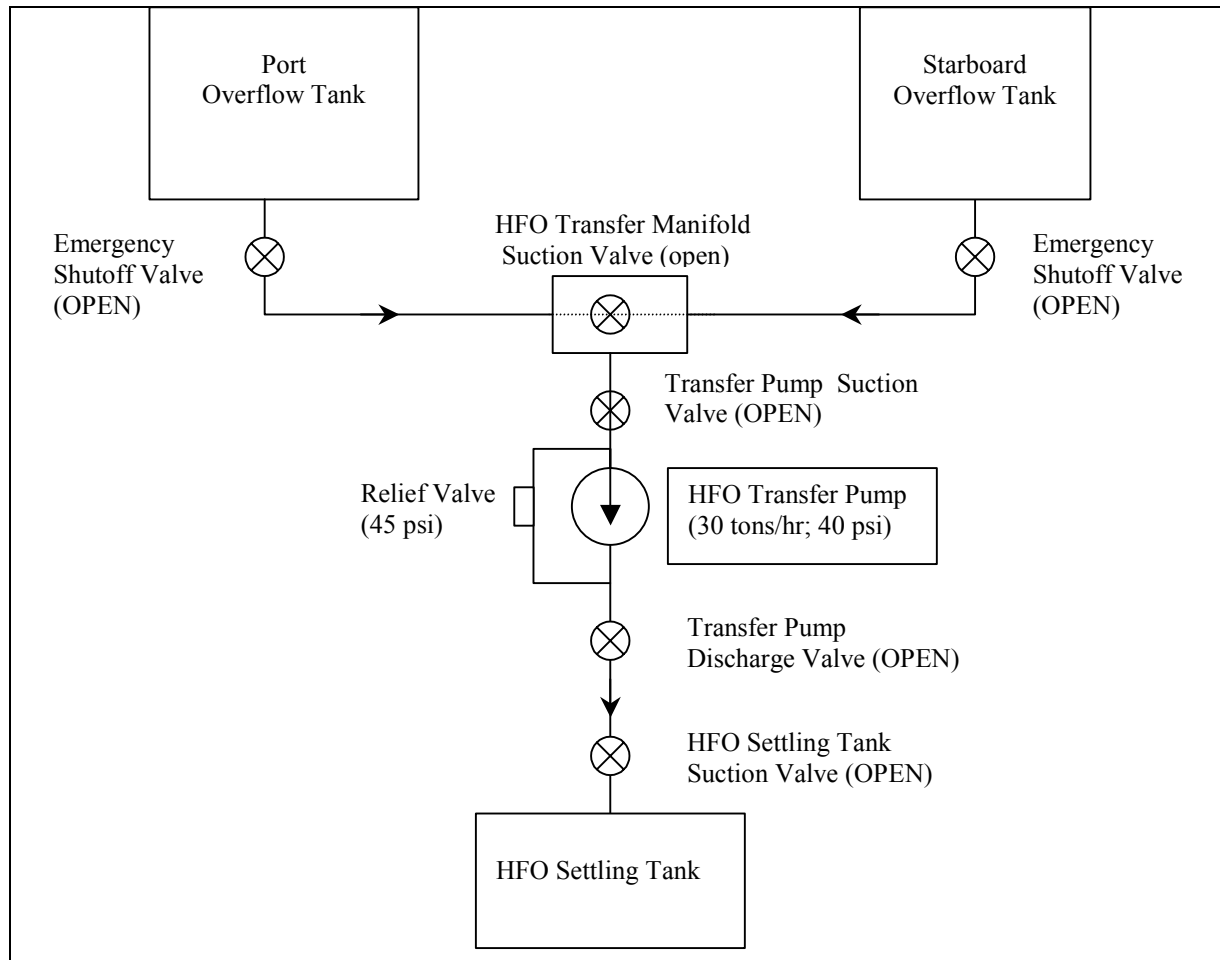 Port
Overflow Tank
Starboard
Overflow Tank
Emergency
Shutoff Valve
(OPEN)
HFO Transfer Manifold
Suction Valve (open)
Emergency
Shutoff Valve
(OPEN)
Transfer Pump Suction
Valve (OPEN)
Relief Valve
(45 psi)
HFO Transfer Pump
(30 tons/hr; 40 psi)
Transfer Pump
Discharge Valve (OPEN)
HFO Settling Tank
Suction Valve (OPEN)
HFO Settling Tank